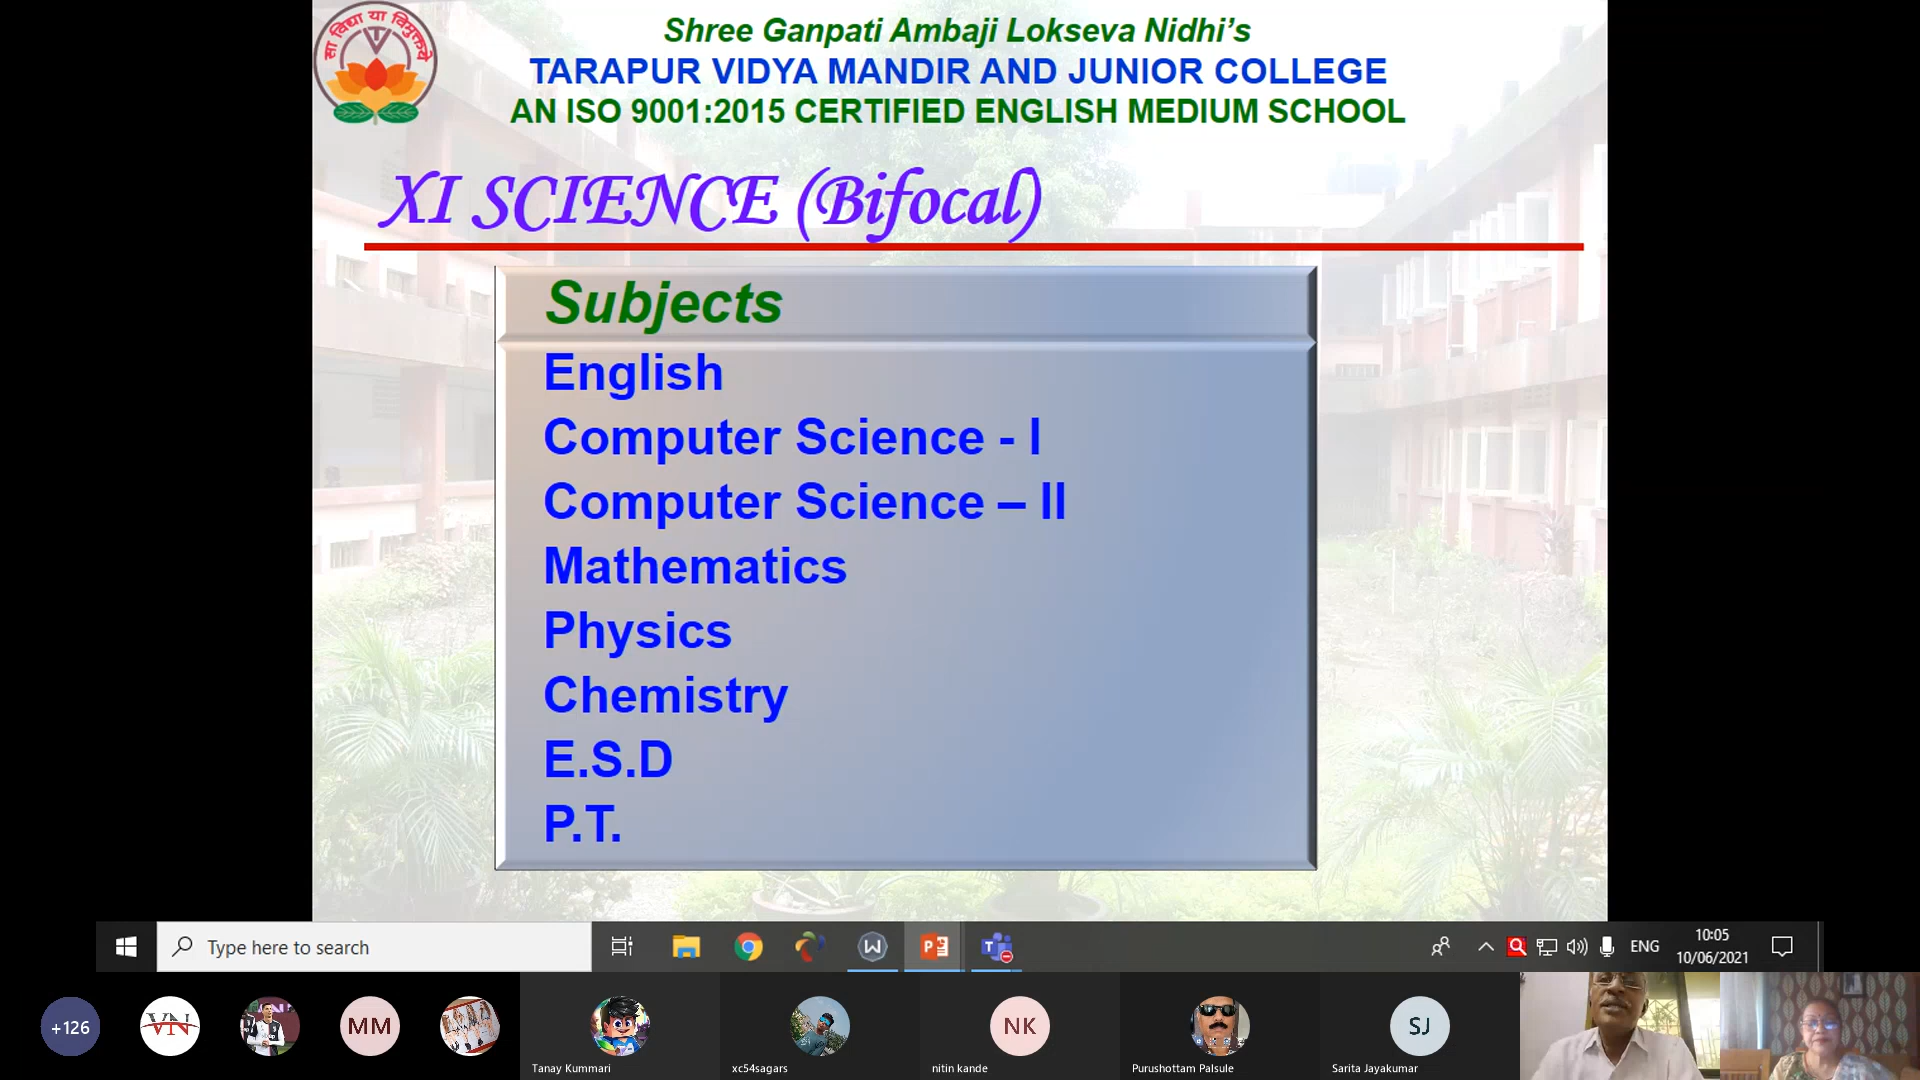 सा विद्या या विमुक्तये
Shree Ganpati Ambaji Lokseva Nidhi’s
TARAPUR VIDYA MANDIR AND JUNIOR COLLEGE
AN ISO 9001:2015 CERTIFIED ENGLISH MEDIUM SCHOOL
XI SCIENCE (Bifocal)
Subjects
English
Computer Science - I
Computer Science – II
Mathematics
Physics
Chemistry
E.S.D
P.T.
Type here to search
ENG
10:05
10/06/2021
+126
VN
MM
NK
SJ
Tanay Kummari
xc54sagars
nitin kande
Purushottam Palsule
Sarita Jayakumar